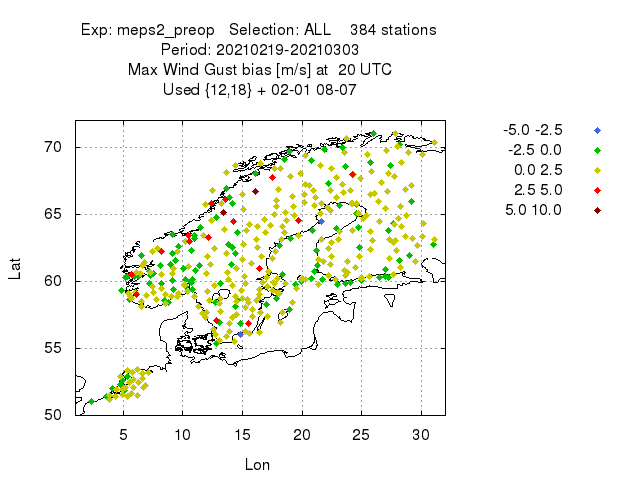 Exp: meps2_preop Selection: ALL 384 stations
Period: 20210219-20210303
Max Wind Gust bias [m/s] at 20 UTC
Used {12,18} + 02-01 08-07
-5.0 -2.5
-2.5 0.0
0.0 2.5
2.5 5.0
5.0 10.0
70
65
60
55
50
Lat
5 10 15 20 25 30
Lon